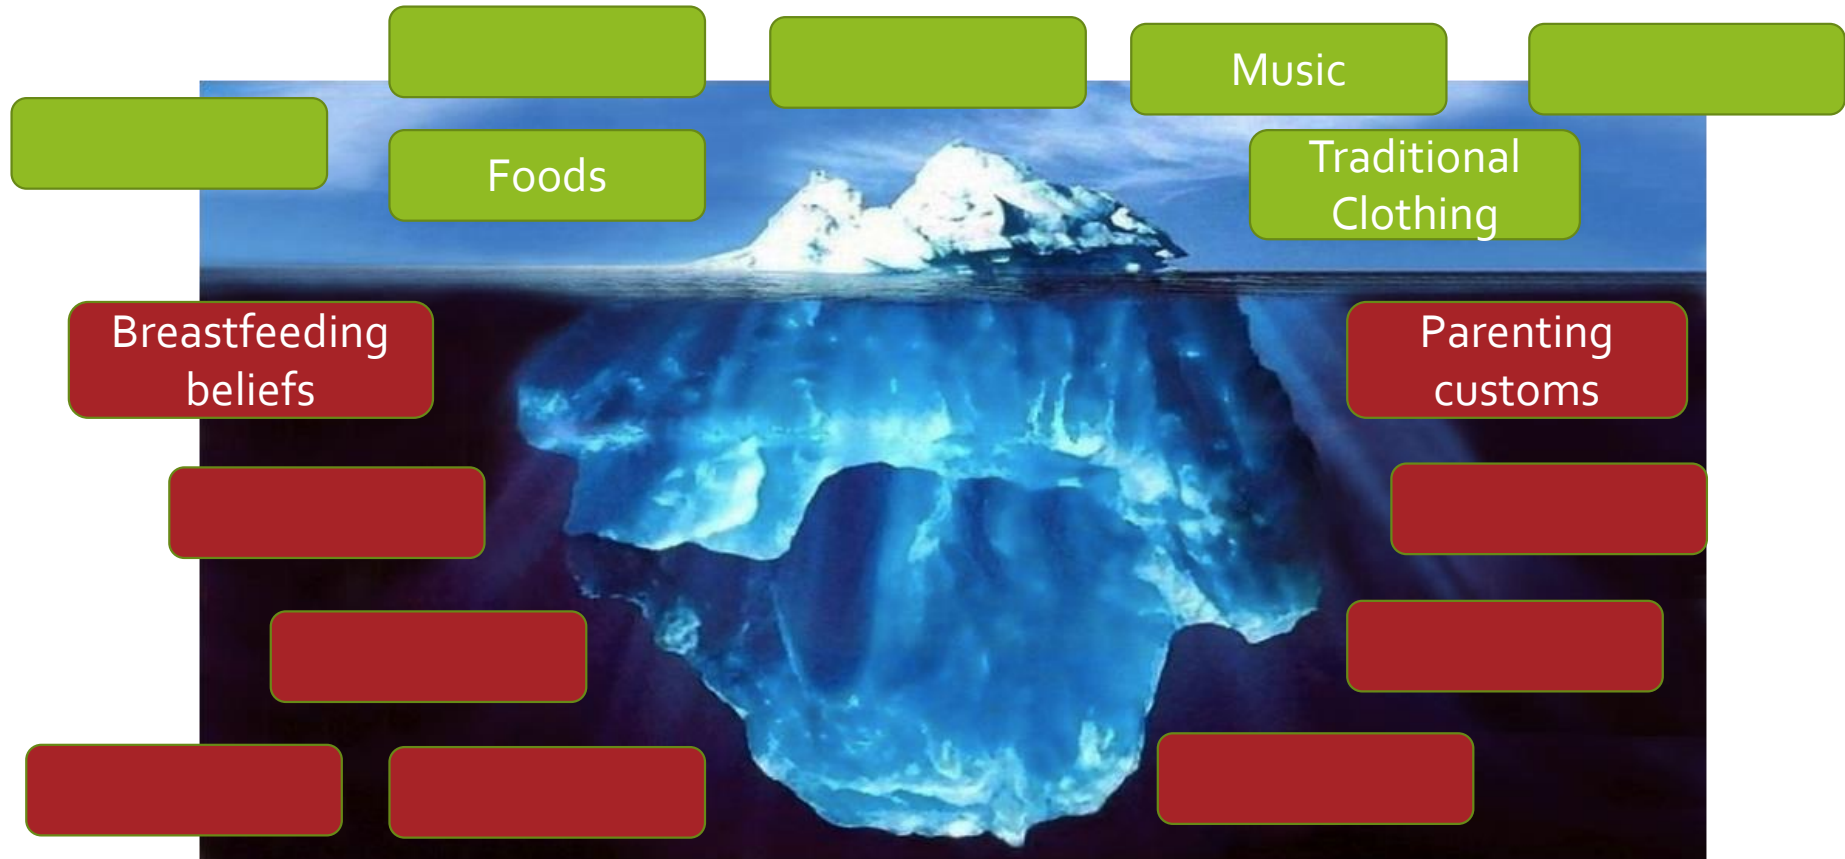 Music
Foods
Traditional
Clothing
Breastfeeding
beliefs
Parenting
customs